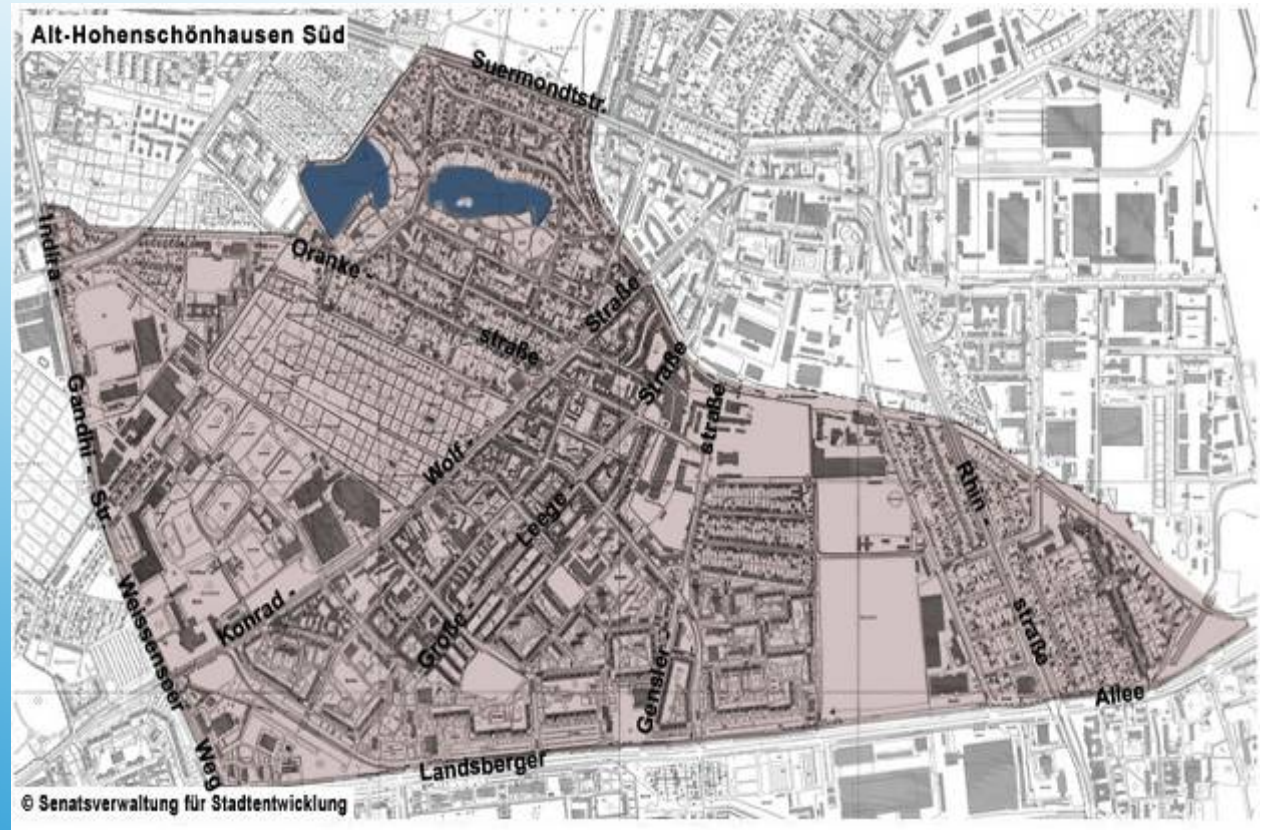 Alt-Hohenschönhausen Süd
Suermondtstr.
Indira
Gandhi - Str.
Weissenseer
Weg
Oranke -
straße
Konrad -
Wolf -
Straße
Große -
Leege
Straße
Gensler -
straße
Rhin -
straße
Landsberger
Allee
© Senatsverwaltung für Stadtentwicklung